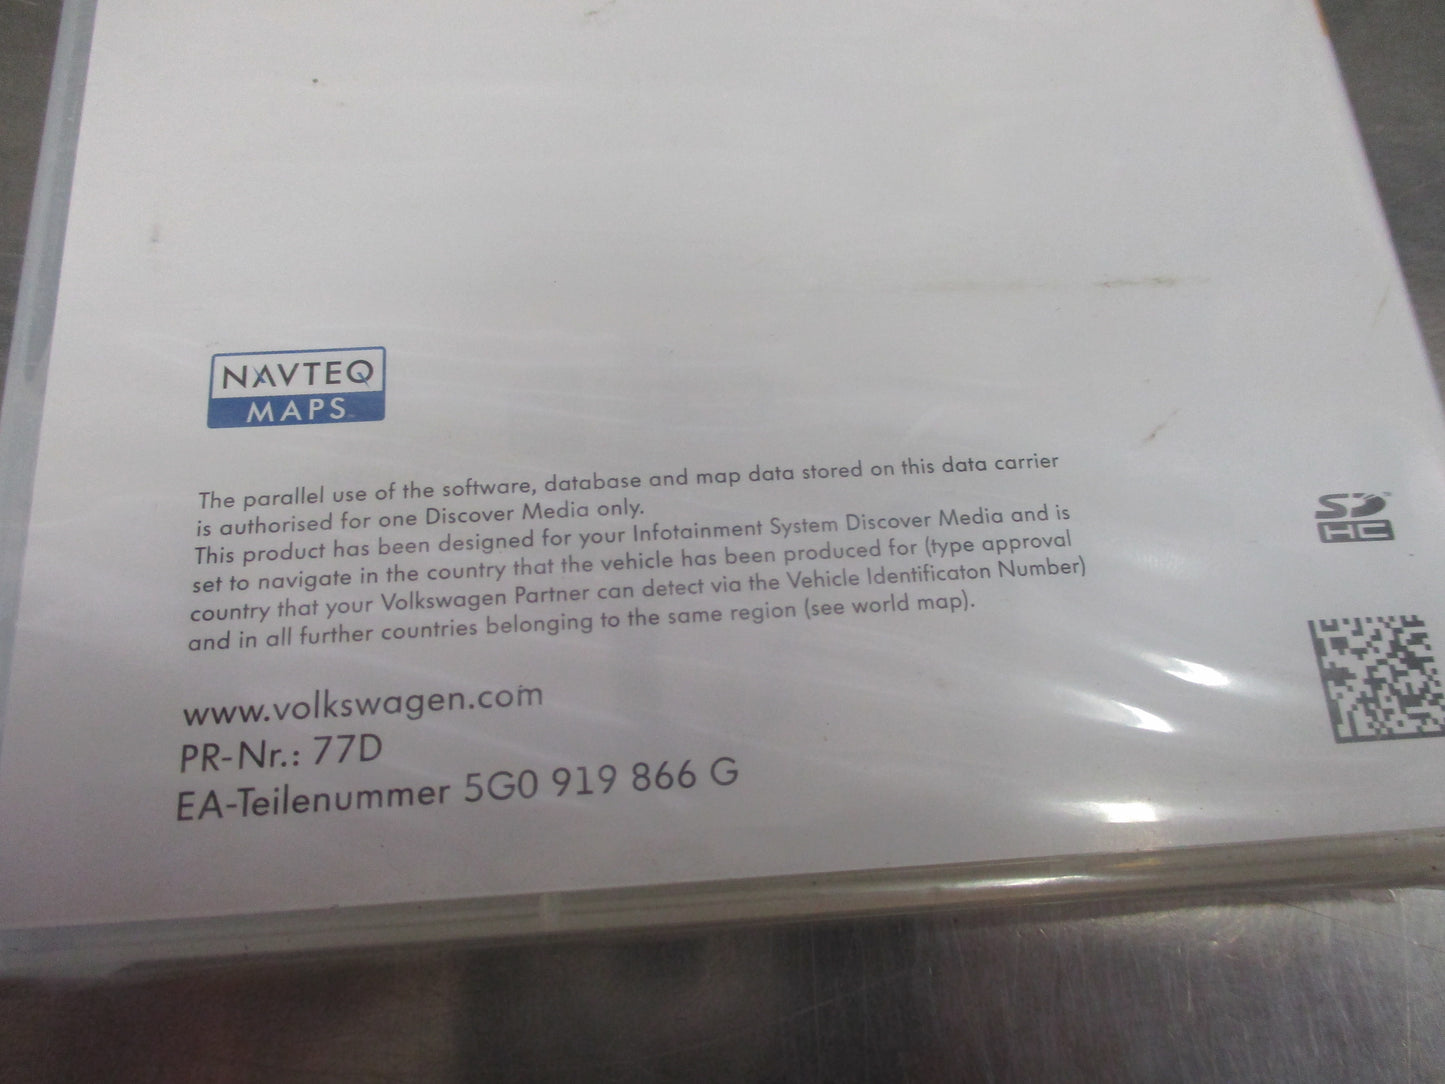 NAVTEQ
MAPS
The parallel use of the software, database and map data stored on this data carrier
is authorised for one Discover Media only.
This product has been designed for your Infotainment System Discover Media and is
set to navigate in the country that the vehicle has been produced for (type approval
country that your Volkswagen Partner can detect via the Vehicle Identificaton Number)
and in all further countries belonging to the same region (see world map).
SD™
HC
www.volkswagen.com
PR-Nr.: 77D
EA-Teilenummer 5G0 919 866 G